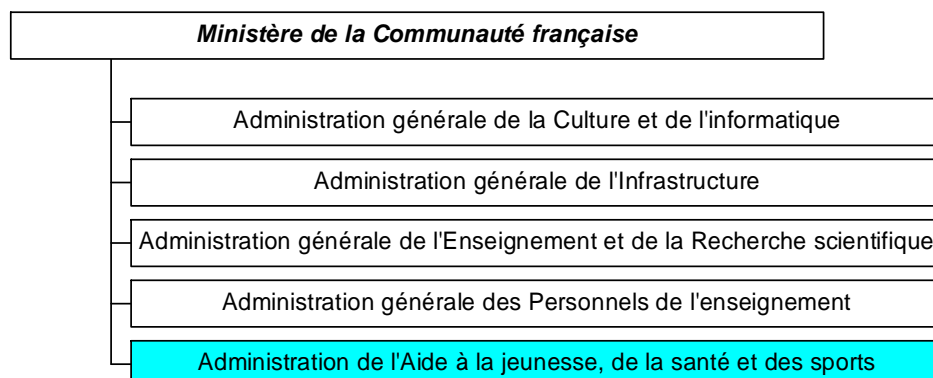 Ministère de la Communauté française
Administration générale de la Culture et de l'informatique
Administration générale de l'Infrastructure
Administration générale de l'Enseignement et de la Recherche scientifique
Administration générale des Personnels de l'enseignement
Administration de l'Aide à la jeunesse, de la santé et des sports